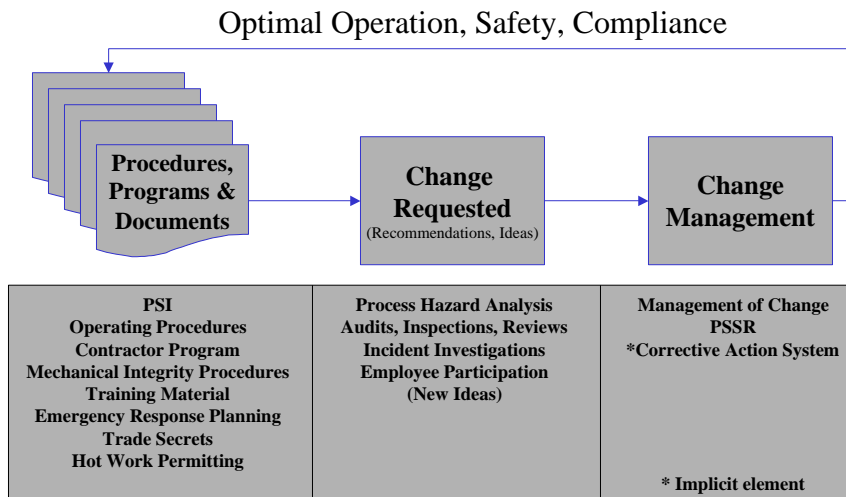 Optimal Operation, Safety, Compliance
Procedures,
Programs &
Documents
Change
Requested
(Recommendations, Ideas)
Change
Management
PSI
Operating Procedures
Contractor Program
Mechanical Integrity Procedures
Training Material
Emergency Response Planning
Trade Secrets
Hot Work Permitting
Process Hazard Analysis
Audits, Inspections, Reviews
Incident Investigations
Employee Participation
(New Ideas)
Management of Change
PSSR
*Corrective Action System
* Implicit element